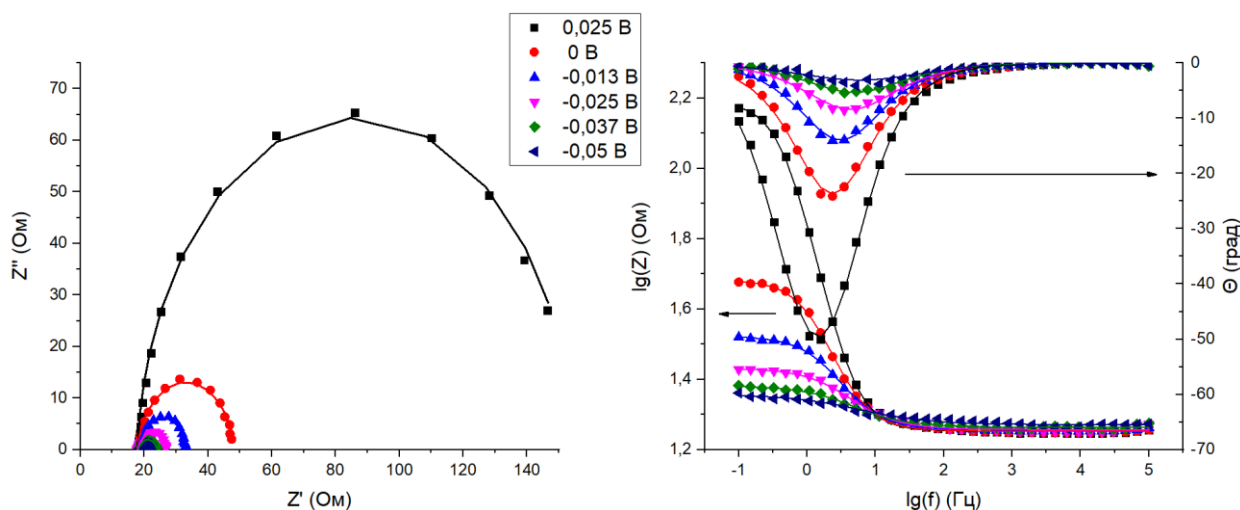 0,025 В
0 В
-0,013 В
-0,025 В
-0,037 В
-0,05 В
Z'' (Ом)
70
60
50
40
30
20
10
0
0 20 40 60 80 100 120 140
Z' (Ом)
lg(Z) (Ом)
2,2
2,0
1,8
1,6
1,4
1,2
-1 0 1 2 3 4 5
lg(f) (Гц)
0
-10
-20
-30
-40
-50
-60
-70
Θ (град)